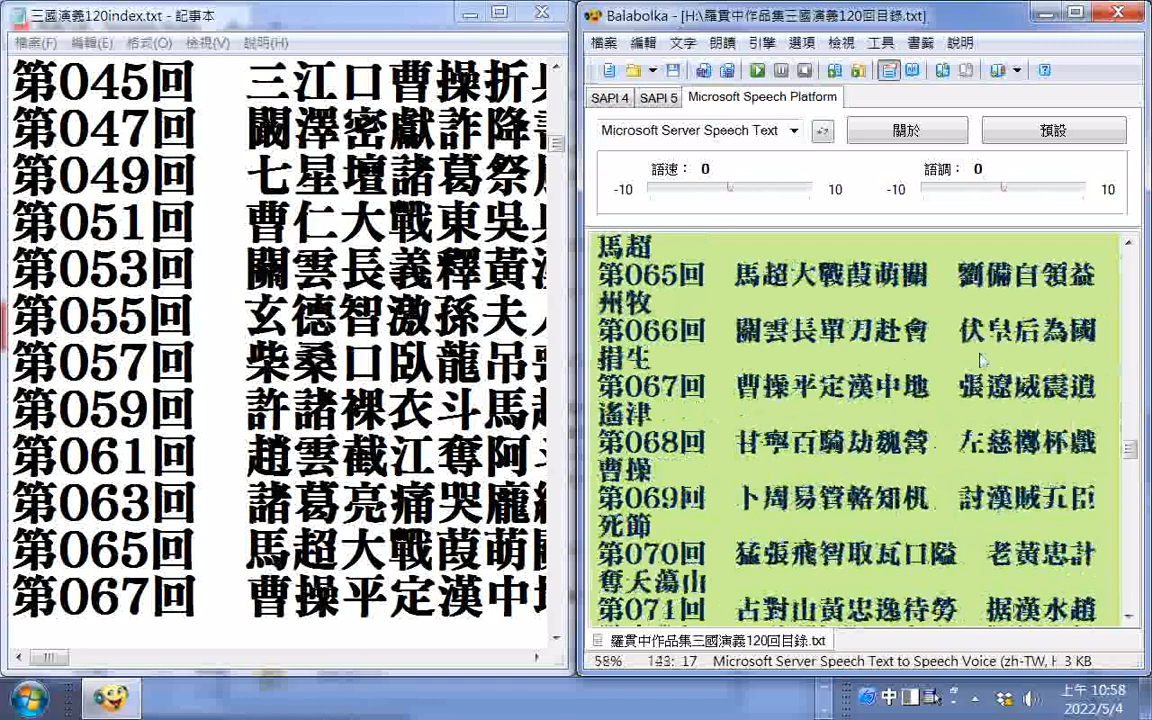 三國演義120index.txt - 記事本
檔案(F) 編輯(E) 格式(O) 檢視(V) 說明(H)
第045回 三江口曹操折
第047回 闞澤密獻詐降
第049回 七星壇諸葛祭
第051回 曹仁大戰東吳
第053回 關雲長義釋黃
第055回 玄德智激孫夫
第057回 柴桑口臥龍吊
第059回 許諸裸衣斗馬
第061回 趙雲截江奪阿
第063回 諸葛亮痛哭龐
第065回 馬超大戰葭萌
第067回 曹操平定漢中
Balabolka - [H:\羅貫中作品集三國演義120回目錄.txt]
檔案 編輯 文字 朗讀 引擎 選項 檢視 工具 書籤 說明
SAPI 4 SAPI 5 Microsoft Speech Platform
Microsoft Server Speech Text 關於 預設
語速: 0 語調: 0
-10 10 -10 10
馬超
第065回 馬超大戰葭萌關 劉備自領益
州牧
第066回 關雲長單刀赴會 伏皇后為國
捐生
第067回 曹操平定漢中地 張遼威震逍
遙津
第068回 甘寧百騎劫魏營 左慈擲杯戲
曹操
第069回 卜周易管輅知机 討漢賊五臣
死節
第070回 猛張飛智取瓦口隘 老黃忠計
奪天蕩山
第071回 占對山黃忠逸待勞 据漢水趙
羅貫中作品集三國演義120回目錄.txt
58% 143: 17 Microsoft Server Speech Text to Speech Voice (zh-TW, H 3 KB
中
上午 10:58
2022/5/4